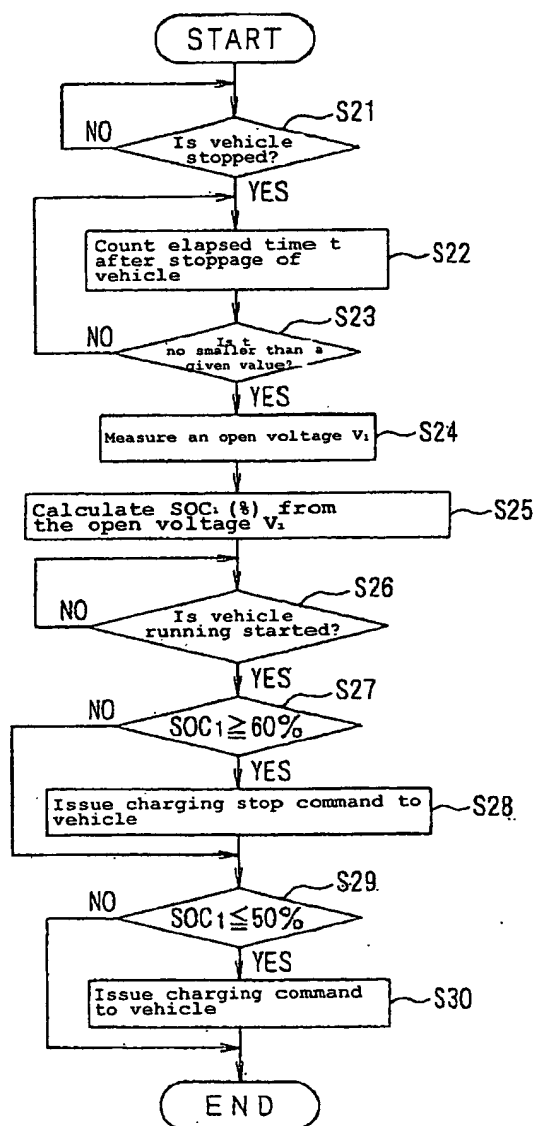 START
S21
NO
Is vehicle
stopped?
YES
Count elapsed time t
after stoppage of
vehicle
S22
S23
NO
Is t
no smaller than a
given value?
YES
Measure an open voltage V₁
S24
Calculate SOC₁ (%) from
the open voltage V₁
S25
S26
NO
Is vehicle
running started?
YES
S27
NO
SOC₁≧60%
YES
Issue charging stop command to
vehicle
S28
S29
NO
SOC₁≦50%
YES
Issue charging command
to vehicle
S30
END